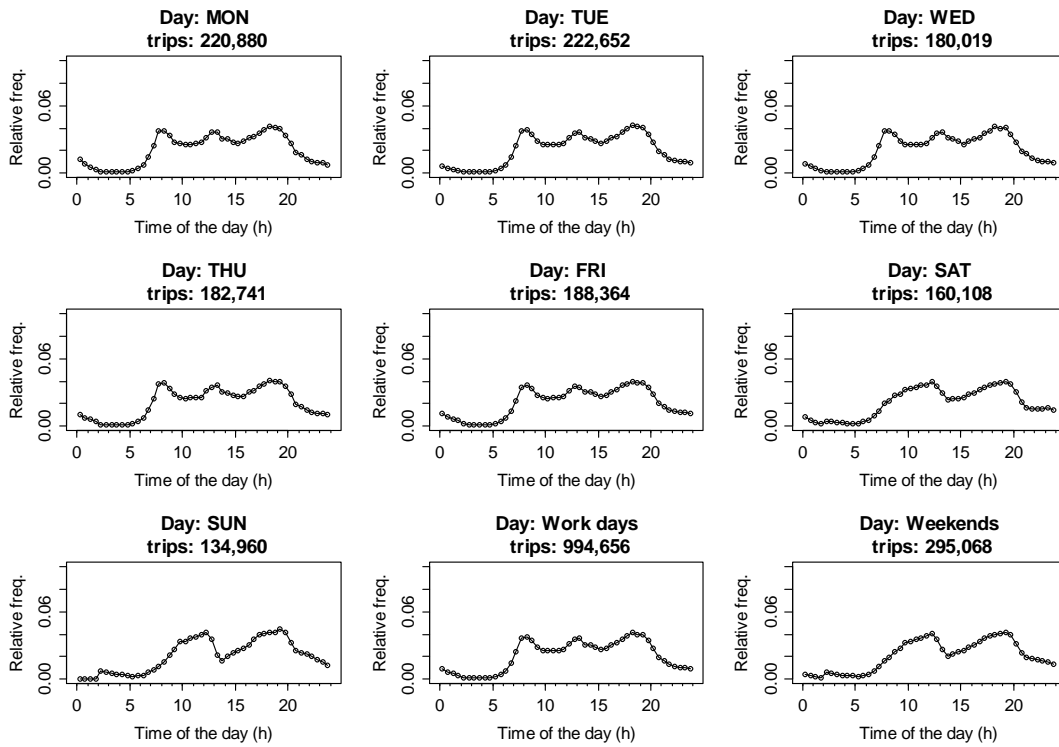 Day: MON
trips: 220,880
Relative freq.
0.00 0.06
0 5 10 15 20
Time of the day (h)
Day: TUE
trips: 222,652
Relative freq.
0.00 0.06
0 5 10 15 20
Time of the day (h)
Day: WED
trips: 180,019
Relative freq.
0.00 0.06
0 5 10 15 20
Time of the day (h)
Day: THU
trips: 182,741
Relative freq.
0.00 0.06
0 5 10 15 20
Time of the day (h)
Day: FRI
trips: 188,364
Relative freq.
0.00 0.06
0 5 10 15 20
Time of the day (h)
Day: SAT
trips: 160,108
Relative freq.
0.00 0.06
0 5 10 15 20
Time of the day (h)
Day: SUN
trips: 134,960
Relative freq.
0.00 0.06
0 5 10 15 20
Time of the day (h)
Day: Work days
trips: 994,656
Relative freq.
0.00 0.06
0 5 10 15 20
Time of the day (h)
Day: Weekends
trips: 295,068
Relative freq.
0.00 0.06
0 5 10 15 20
Time of the day (h)